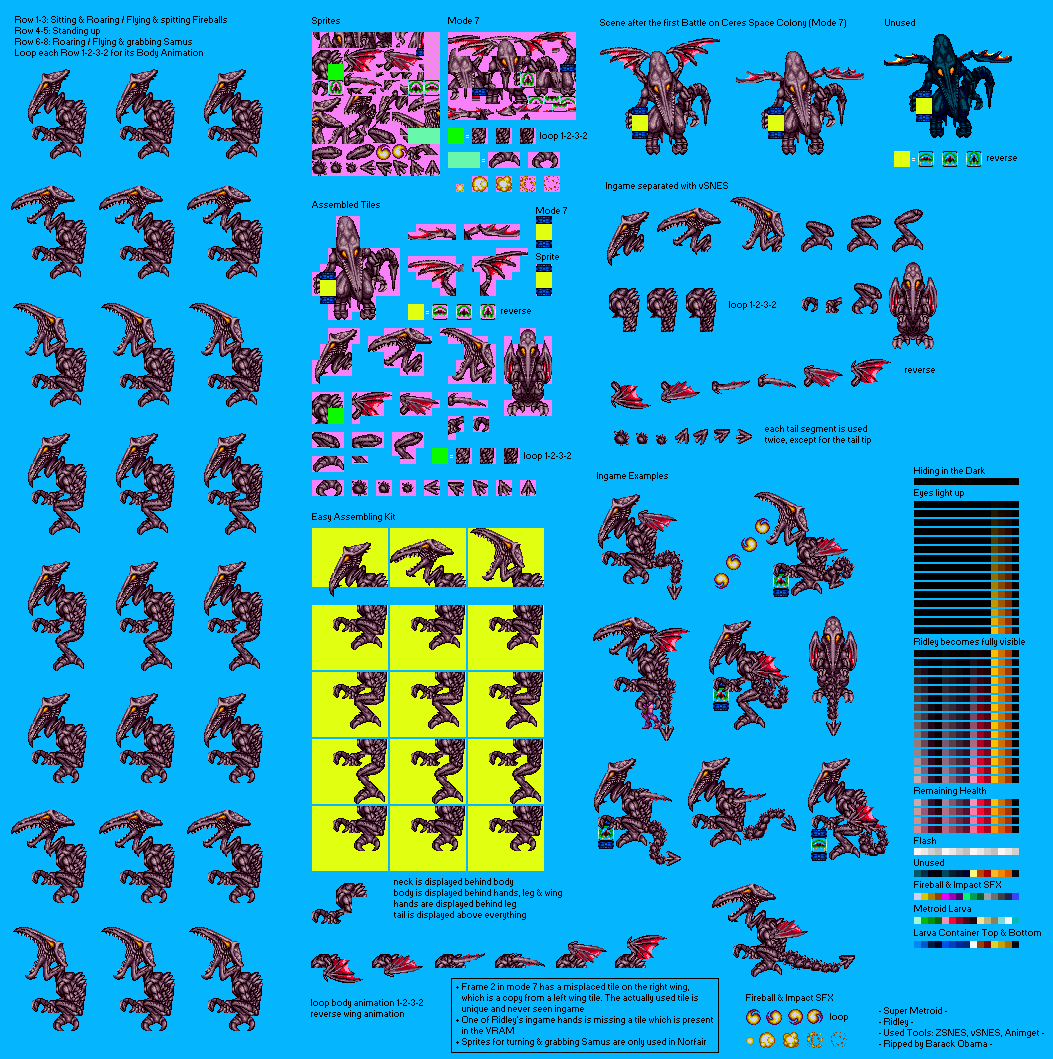 Row 1-3: Sitting & Roaring / Flying & spitting Fireballs
Row 4-5: Standing up
Row 6-8: Roaring / Flying & grabbing Samus
Loop each Row 1-2-3-2 for its Body Animation
Sprites
Mode 7
= loop 1-2-3-2
=
Assembled Tiles
Mode 7
Sprite
= reverse
= loop 1-2-3-2
Easy Assembling Kit
neck is displayed behind body
body is displayed behind hands, leg & wing
hands are displayed behind leg
tail is displayed above everything
loop body animation 1-2-3-2
reverse wing animation
• Frame 2 in mode 7 has a misplaced tile on the right wing,
which is a copy from a left wing tile. The actually used tile is
unique and never seen ingame
• One of Ridley's ingame hands is missing a tile which is present
in the VRAM
• Sprites for turning & grabbing Samus are only used in Norfair
Scene after the first Battle on Ceres Space Colony (Mode 7)
Unused
= reverse
Ingame separated with vSNES
loop 1-2-3-2
reverse
each tail segment is used
twice, except for the tail tip
Ingame Examples
Hiding in the Dark
Eyes light up
Ridley becomes fully visible
Remaining Health
Flash
Unused
Fireball & Impact SFX
Metroid Larva
Larva Container Top & Bottom
Fireball & Impact SFX
loop
- Super Metroid -
- Ridley -
- Used Tools: ZSNES, vSNES, Animget -
- Ripped by Barack Obama -